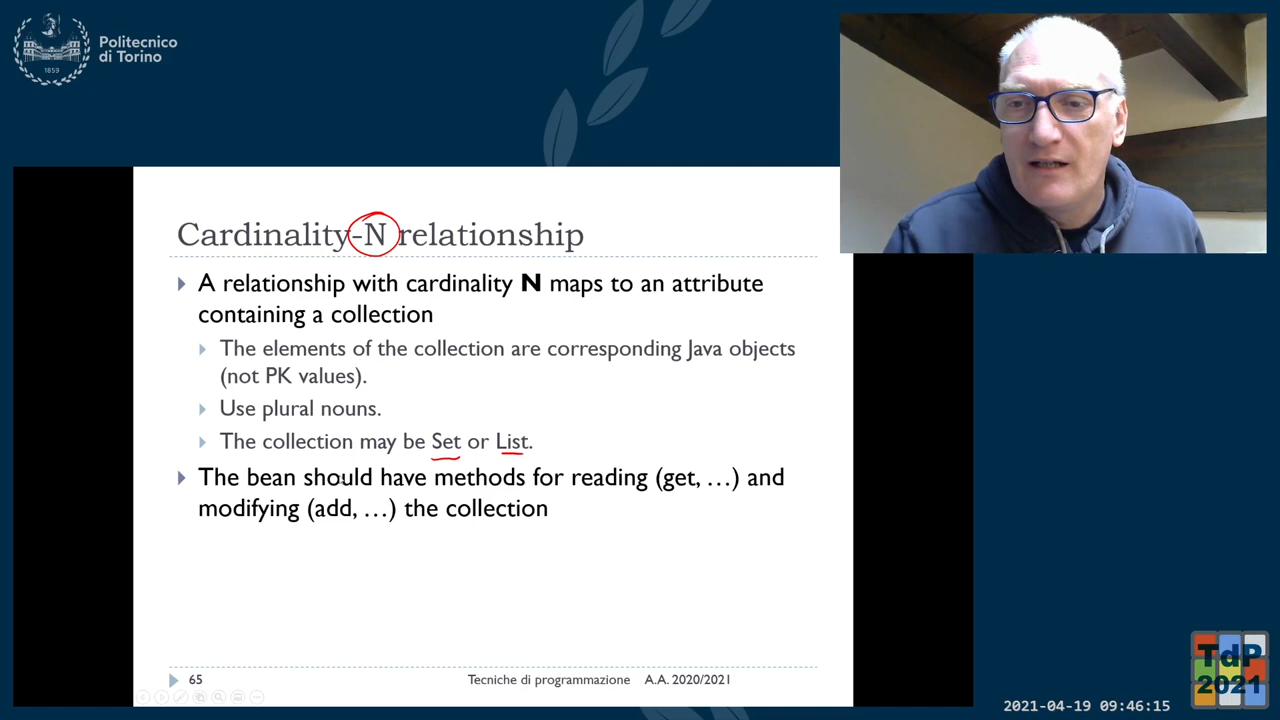 Politecnico
di Torino
1859
Cardinality-N relationship
A relationship with cardinality N maps to an attribute
containing a collection
The elements of the collection are corresponding Java objects
(not PK values).
Use plural nouns.
The collection may be Set or List.
The bean should have methods for reading (get, …) and
modifying (add, …) the collection
65
Tecniche di programmazione A.A. 2020/2021
TdP
2021
2021-04-19 09:46:15